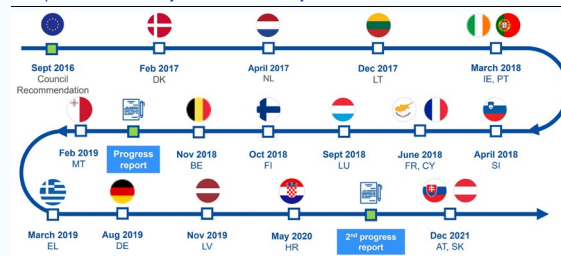 Sept 2016
Council
Recommendation
Feb 2017
DK
April 2017
NL
Dec 2017
LT
March 2018
IE, PT
Feb 2019
MT
Progress
report
Nov 2018
BE
Oct 2018
FI
Sept 2018
LU
June 2018
FR, CY
April 2018
SI
March 2019
EL
Aug 2019
DE
Nov 2019
LV
May 2020
HR
2nd progress
report
Dec 2021
AT, SK